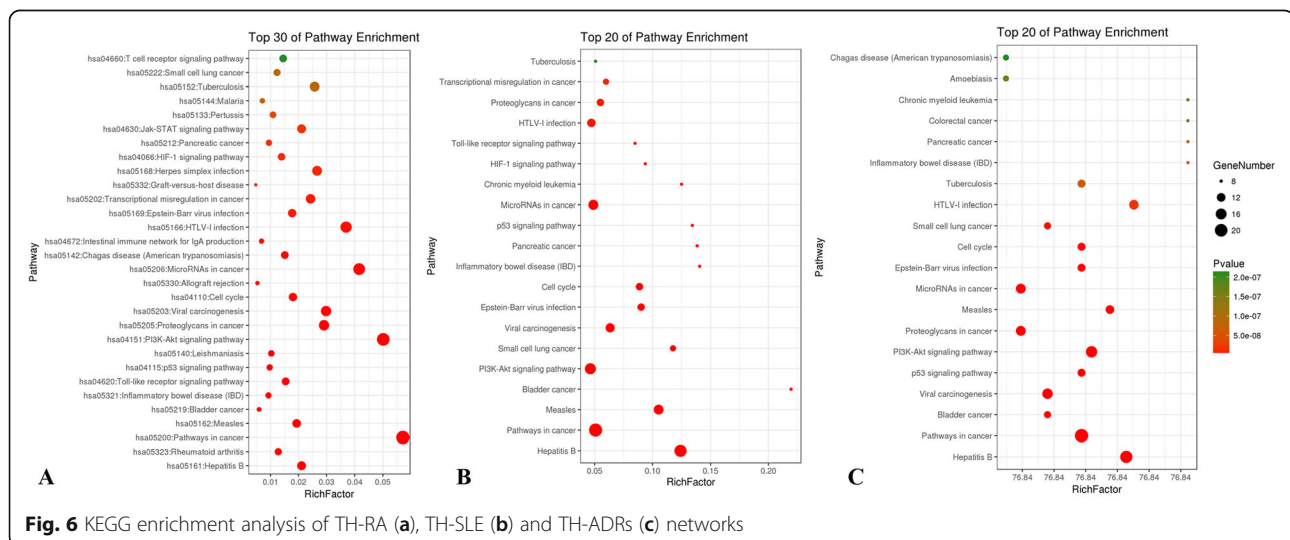 Top 30 of Pathway Enrichment
hsa04660:T cell receptor signaling pathway
hsa05222:Small cell lung cancer
hsa05152:Tuberculosis
hsa05144:Malaria
hsa05133:Pertussis
hsa04630:Jak-STAT signaling pathway
hsa05212:Pancreatic cancer
hsa04066:HIF-1 signaling pathway
hsa05168:Herpes simplex infection
hsa05332:Graft-versus-host disease
hsa05202:Transcriptional misregulation in cancer
hsa05169:Epstein-Barr virus infection
hsa05166:HTLV-I infection
hsa04672:Intestinal immune network for IgA production
hsa05142:Chagas disease (American trypanosomiasis)
hsa05206:MicroRNAs in cancer
hsa05330:Allograft rejection
hsa04110:Cell cycle
hsa05203:Viral carcinogenesis
hsa05205:Proteoglycans in cancer
hsa04151:PI3K-Akt signaling pathway
hsa05140:Leishmaniasis
hsa04115:p53 signaling pathway
hsa04620:Toll-like receptor signaling pathway
hsa05321:Inflammatory bowel disease (IBD)
hsa05219:Bladder cancer
hsa05162:Measles
hsa05200:Pathways in cancer
hsa05323:Rheumatoid arthritis
hsa05161:Hepatitis B
Pathway
0.01 0.02 0.03 0.04 0.05
RichFactor
A
Top 20 of Pathway Enrichment
Tuberculosis
Transcriptional misregulation in cancer
Proteoglycans in cancer
HTLV-I infection
Toll-like receptor signaling pathway
HIF-1 signaling pathway
Chronic myeloid leukemia
MicroRNAs in cancer
p53 signaling pathway
Pancreatic cancer
Inflammatory bowel disease (IBD)
Cell cycle
Epstein-Barr virus infection
Viral carcinogenesis
Small cell lung cancer
PI3K-Akt signaling pathway
Bladder cancer
Measles
Pathways in cancer
Hepatitis B
Pathway
0.05 0.10 0.15 0.20
RichFactor
B
Top 20 of Pathway Enrichment
Chagas disease (American trypanosomiasis)
Amoebiasis
Chronic myeloid leukemia
Colorectal cancer
Pancreatic cancer
Inflammatory bowel disease (IBD)
Tuberculosis
HTLV-I infection
Small cell lung cancer
Cell cycle
Epstein-Barr virus infection
MicroRNAs in cancer
Measles
Proteoglycans in cancer
PI3K-Akt signaling pathway
p53 signaling pathway
Viral carcinogenesis
Bladder cancer
Pathways in cancer
Hepatitis B
Pathway
76.84 76.84 76.84 76.84 76.84 76.84
RichFactor
C
GeneNumber
8
12
16
20
Pvalue
2.0e-07
1.5e-07
1.0e-07
5.0e-08
Fig. 6 KEGG enrichment analysis of TH-RA (a), TH-SLE (b) and TH-ADRs (c) networks